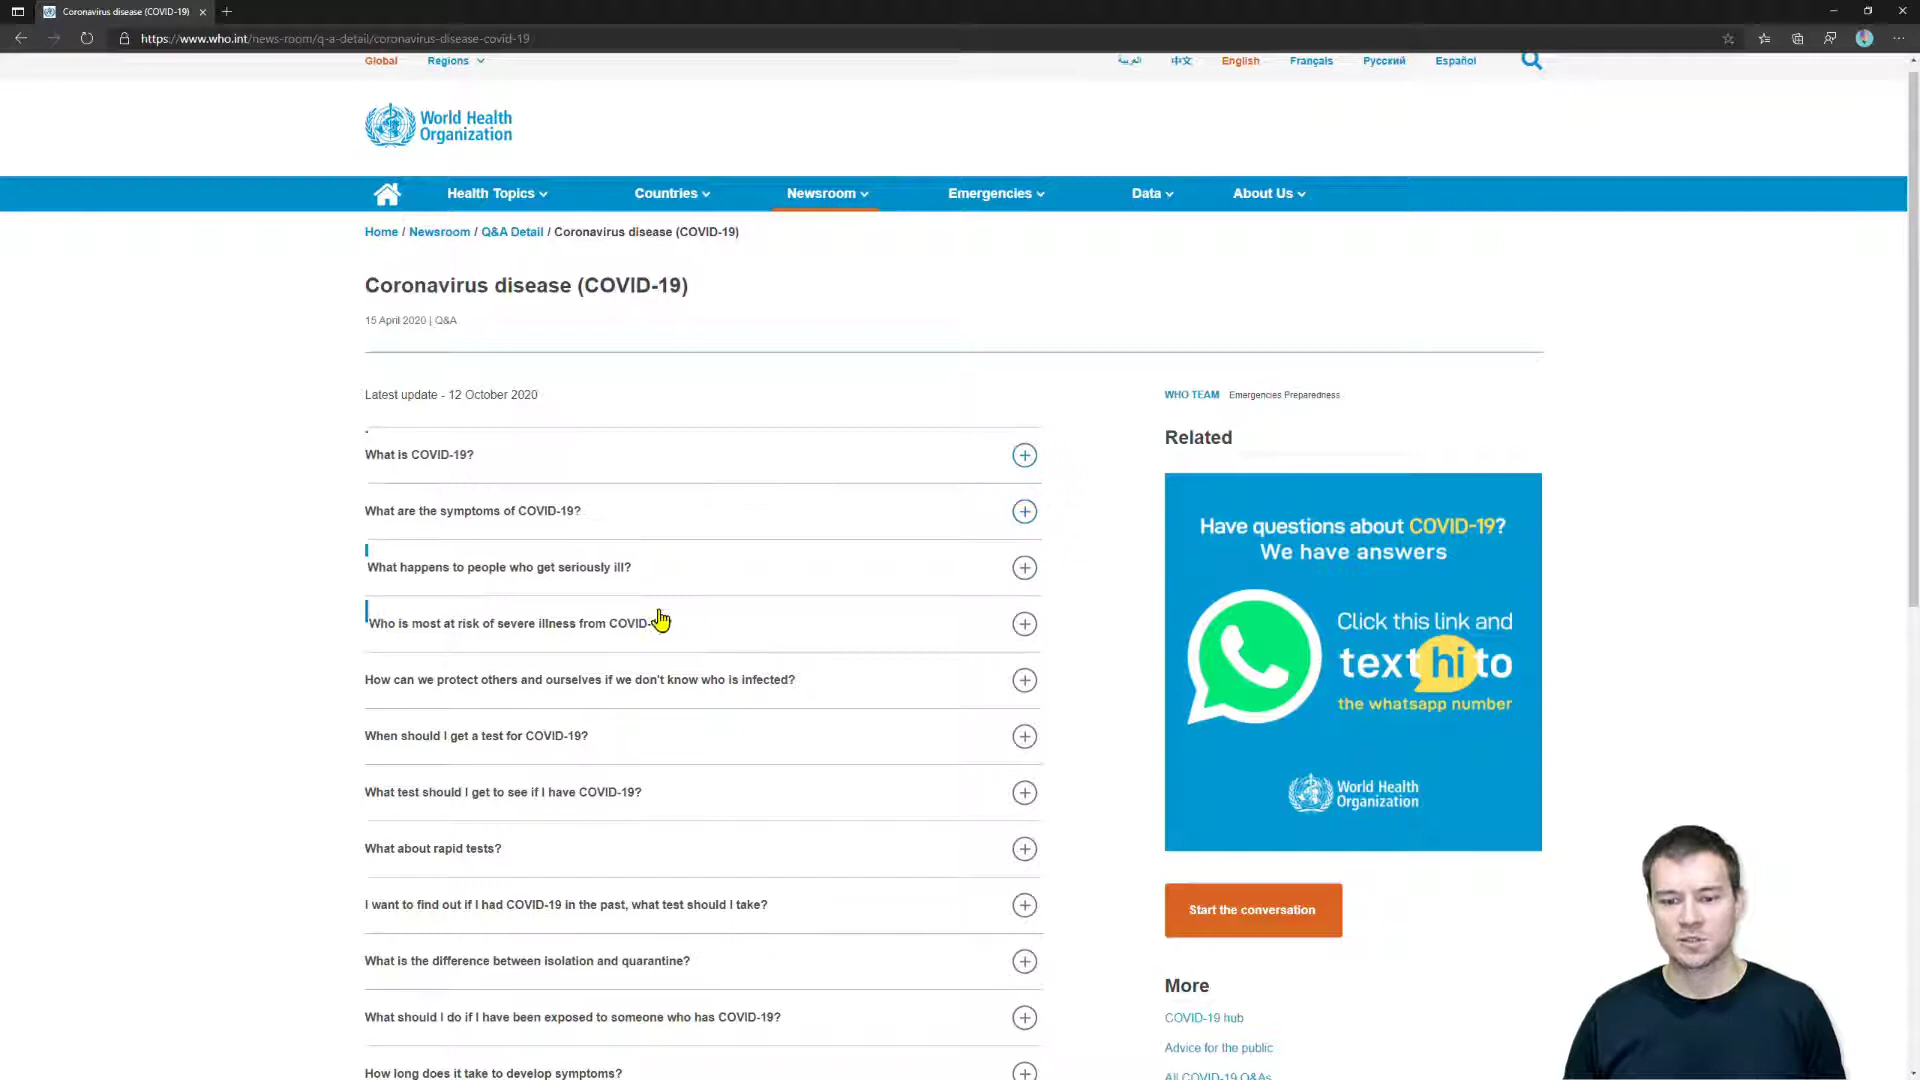 Coronavirus disease (COVID-19)
https://www.who.int/news-room/q-a-detail/coronavirus-disease-covid-19
Global Regions العربية 中文 English Français Русский Español
World Health
Organization
Health Topics Countries Newsroom Emergencies Data About Us
Home / Newsroom / Q&A Detail / Coronavirus disease (COVID-19)
Coronavirus disease (COVID-19)
15 April 2020 | Q&A
Latest update - 12 October 2020
What is COVID-19?
What are the symptoms of COVID-19?
What happens to people who get seriously ill?
Who is most at risk of severe illness from COVID-
How can we protect others and ourselves if we don't know who is infected?
When should I get a test for COVID-19?
What test should I get to see if I have COVID-19?
What about rapid tests?
I want to find out if I had COVID-19 in the past, what test should I take?
What is the difference between isolation and quarantine?
What should I do if I have been exposed to someone who has COVID-19?
How long does it take to develop symptoms?
WHO TEAM Emergencies Preparedness
Related
Have questions about COVID-19?
We have answers
Click this link and
text hi to
the whatsapp number
World Health
Organization
Start the conversation
More
COVID-19 hub
Advice for the public
All COVID-19 Q&As